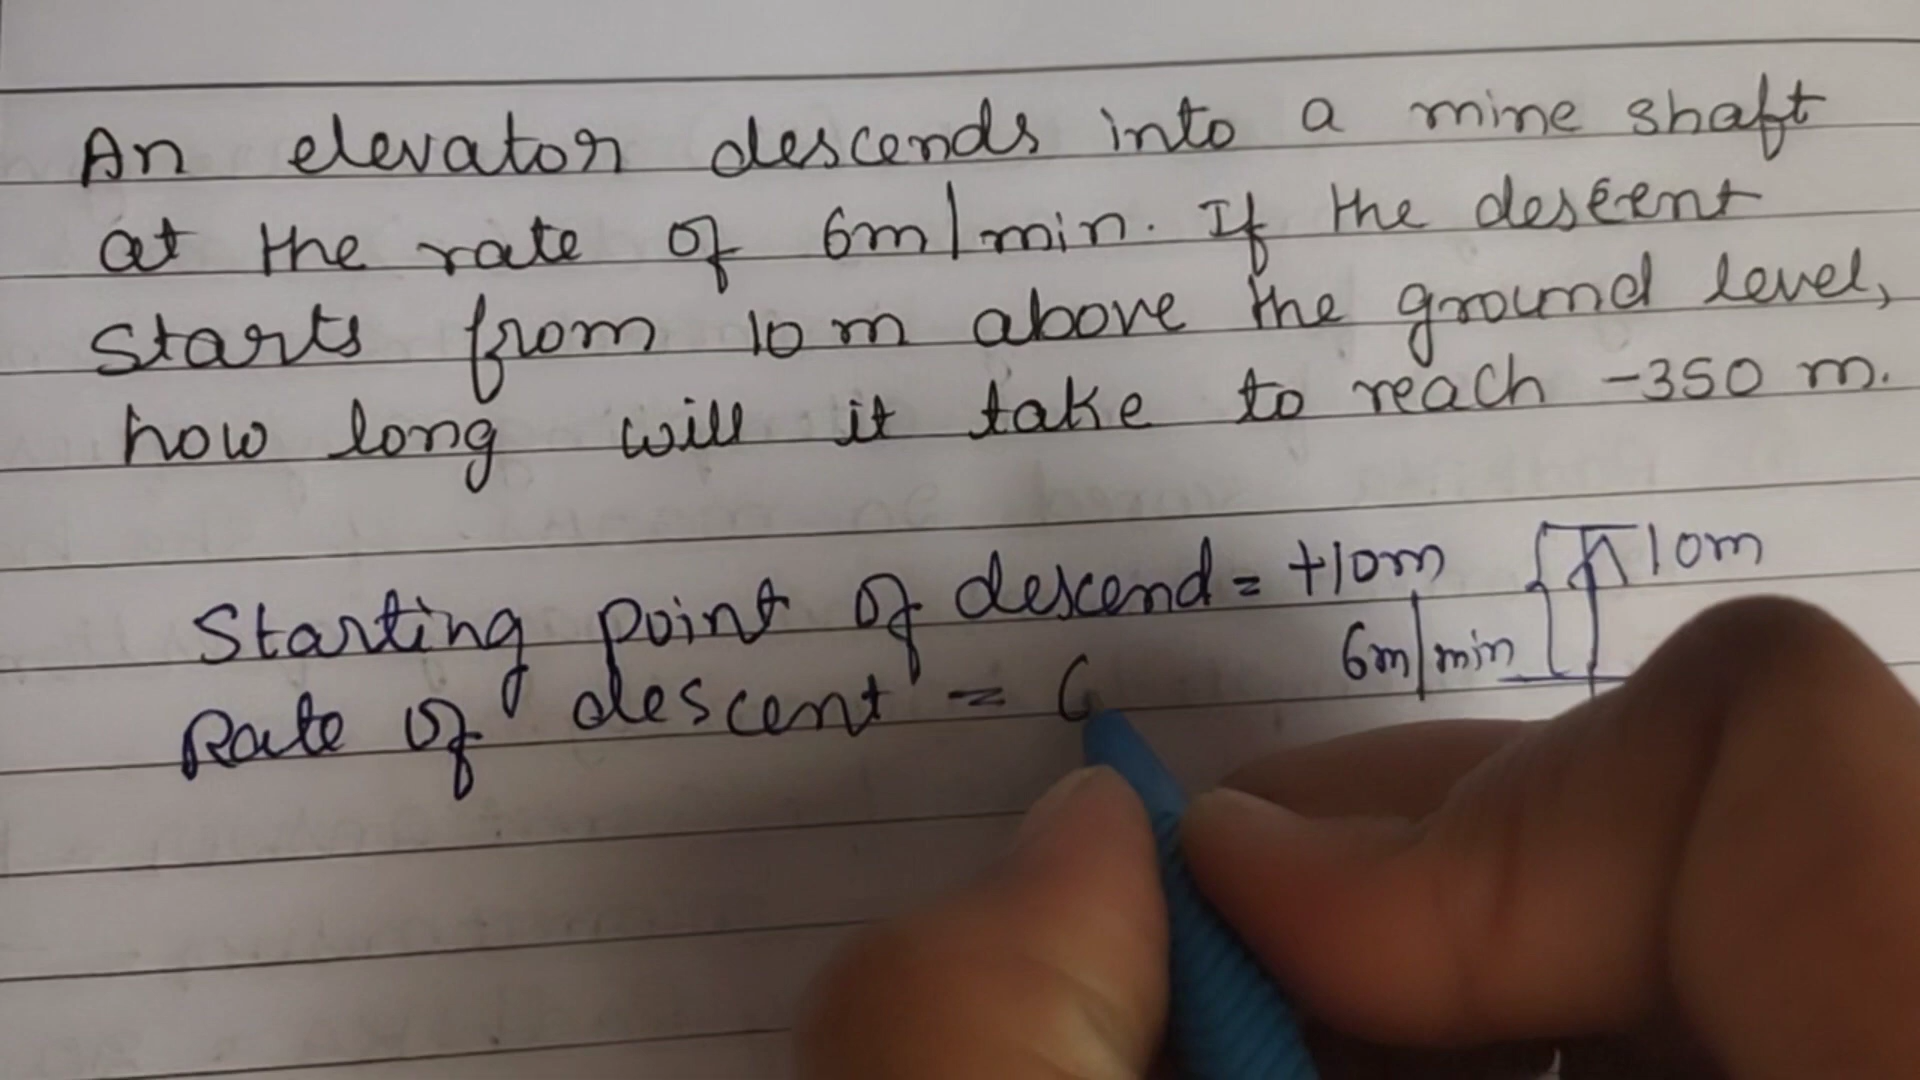 An elevator descends into a mine shaft
at the rate of 6m/min. If the descent
starts from 10 m above the ground level,
how long will it take to reach -350 m.
Starting point of descend = +10m
10m
6m/min
Rate of descent = 6